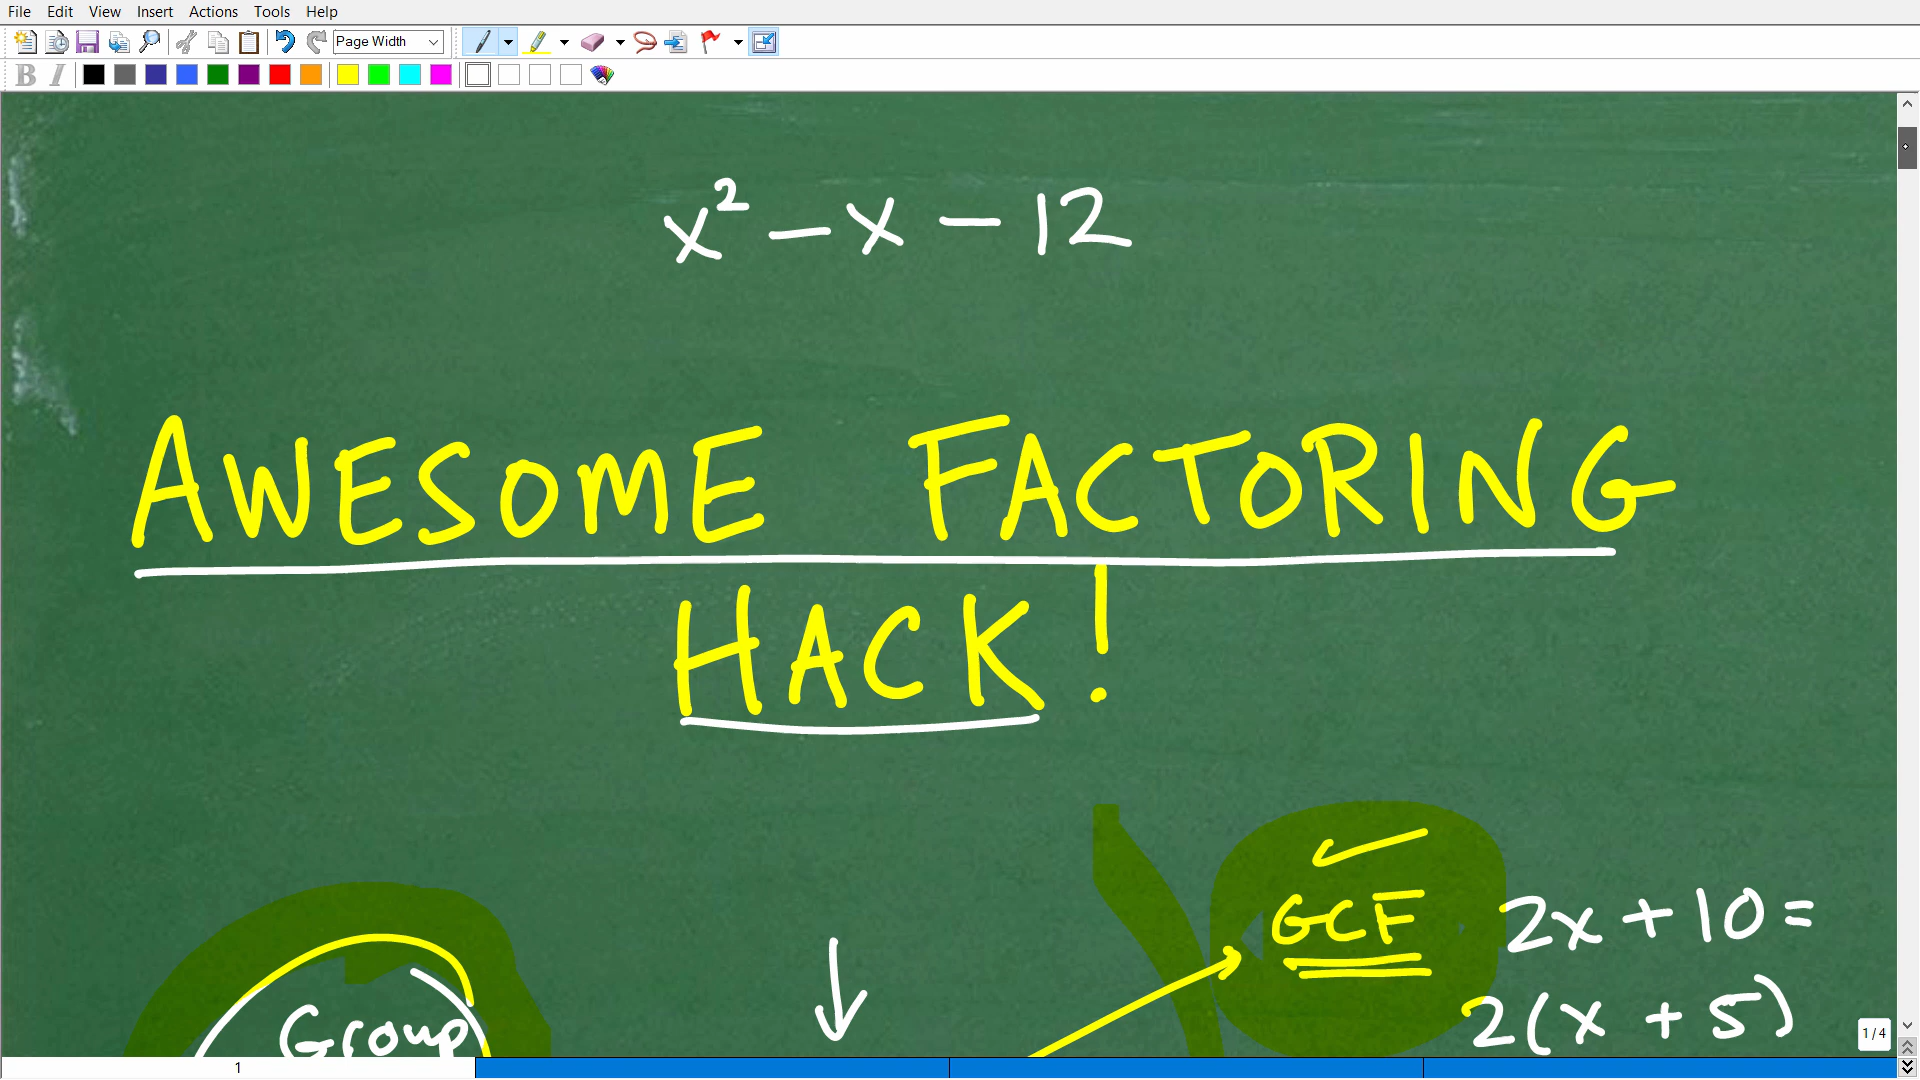 File Edit View Insert Actions Tools Help
Page Width
B I
x² – x – 12
AWESOME FACTORING
HACK!
GCF 2x + 10 =
2(x + 5)
Group
1 / 4
1